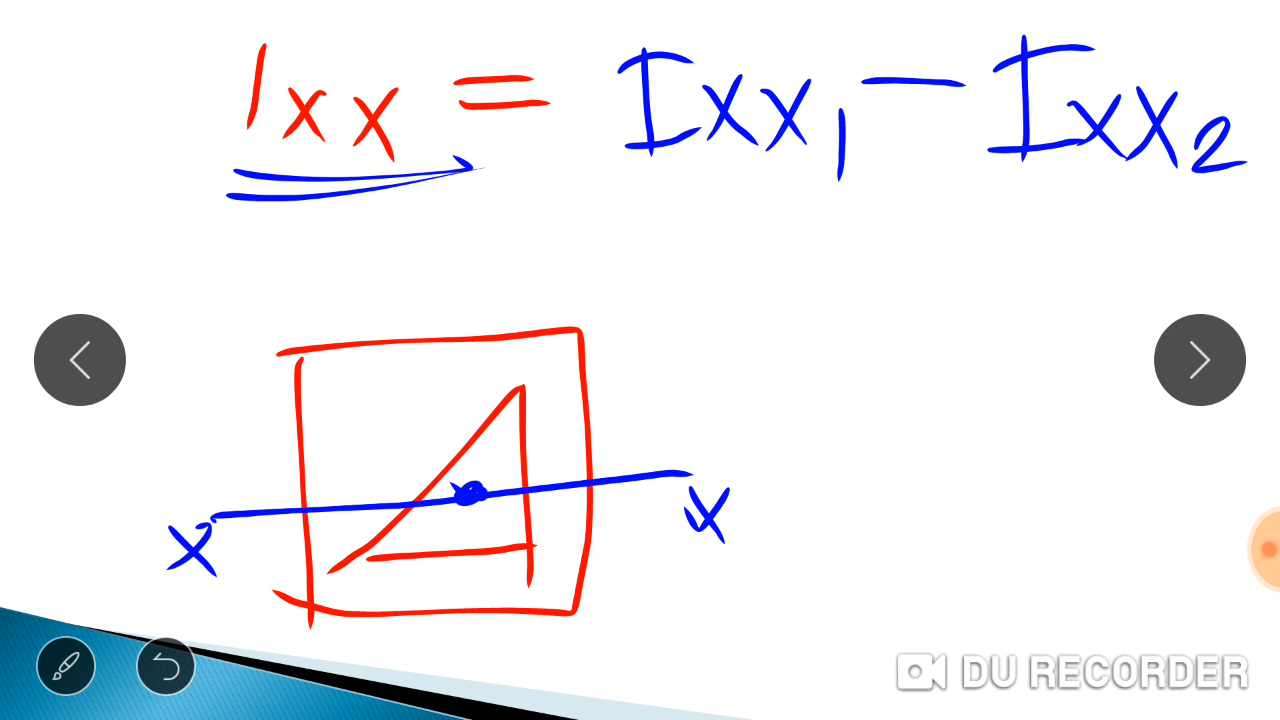 Ixx = Ixx1 - Ixx2
X X
DU RECORDER